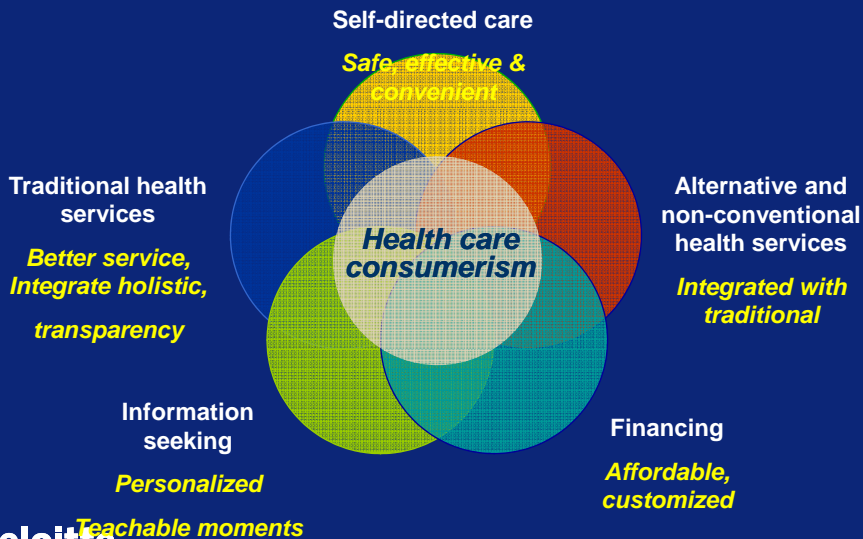 Self-directed care
Safe, effective &
convenient
Traditional health
services
Better service,
Integrate holistic,
transparency
Health care
consumerism
Alternative and
non-conventional
health services
Integrated with
traditional
Information
seeking
Personalized
Teachable moments
Financing
Affordable,
customized